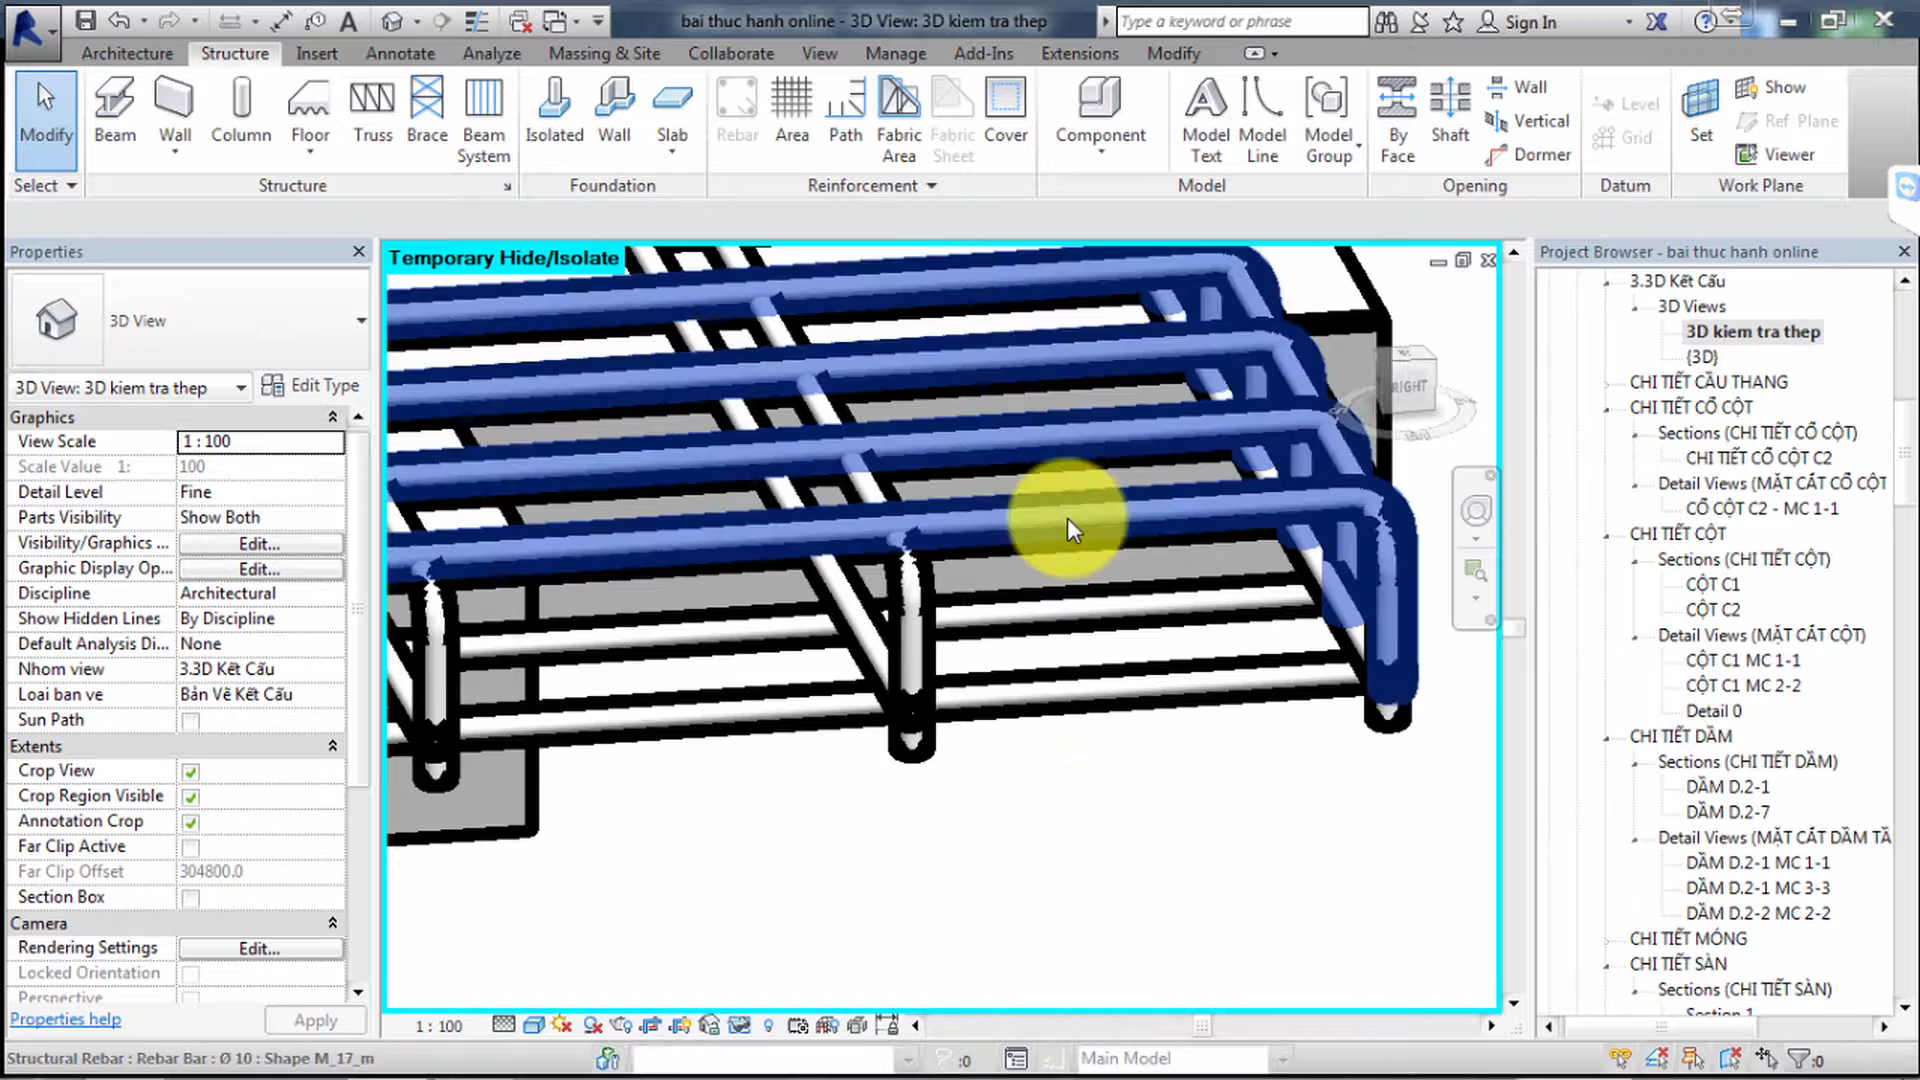 bai thuc hanh online - 3D View: 3D kiem tra thep
Type a keyword or phrase
Sign In
Architecture Structure Insert Annotate Analyze Massing & Site Collaborate View Manage Add-Ins Extensions Modify
Modify Beam Wall Column Floor Truss Brace Beam System Isolated Wall Slab Rebar Area Path Fabric Area Fabric Sheet Cover Component Model Text Model Line Model Group By Face Shaft Wall Vertical Dormer Level Grid Set Show Ref Plane Viewer
Select Structure Foundation Reinforcement Model Opening Datum Work Plane
Properties
3D View
3D View: 3D kiem tra thep Edit Type
Graphics
View Scale 1 : 100
Scale Value 1: 100
Detail Level Fine
Parts Visibility Show Both
Visibility/Graphics ... Edit...
Graphic Display Op... Edit...
Discipline Architectural
Show Hidden Lines By Discipline
Default Analysis Di... None
Nhom view 3.3D Kết Cấu
Loai ban ve Bản Vẽ Kết Cấu
Sun Path
Extents
Crop View
Crop Region Visible
Annotation Crop
Far Clip Active
Far Clip Offset 304800.0
Section Box
Camera
Rendering Settings Edit...
Locked Orientation
Perspective
Properties help Apply
Temporary Hide/Isolate
RIGHT
1 : 100
Project Browser - bai thuc hanh online
3.3D Kết Cấu
3D Views
3D kiem tra thep
{3D}
CHI TIẾT CẦU THANG
CHI TIẾT CỔ CỘT
Sections (CHI TIẾT CỔ CỘT)
CHI TIẾT CỔ CỘT C2
Detail Views (MẶT CẮT CỔ CỘT
CỔ CỘT C2 - MC 1-1
CHI TIẾT CỘT
Sections (CHI TIẾT CỘT)
CỘT C1
CỘT C2
Detail Views (MẶT CẮT CỘT)
CỘT C1 MC 1-1
CỘT C1 MC 2-2
Detail 0
CHI TIẾT DẦM
Sections (CHI TIẾT DẦM)
DẦM D.2-1
DẦM D.2-7
Detail Views (MẶT CẮT DẦM TẦ
DẦM D.2-1 MC 1-1
DẦM D.2-1 MC 3-3
DẦM D.2-2 MC 2-2
CHI TIẾT MÓNG
CHI TIẾT SÀN
Sections (CHI TIẾT SÀN)
Section 1
Structural Rebar : Rebar Bar : Ø 10 : Shape M_17_m
:0
Main Model
:0